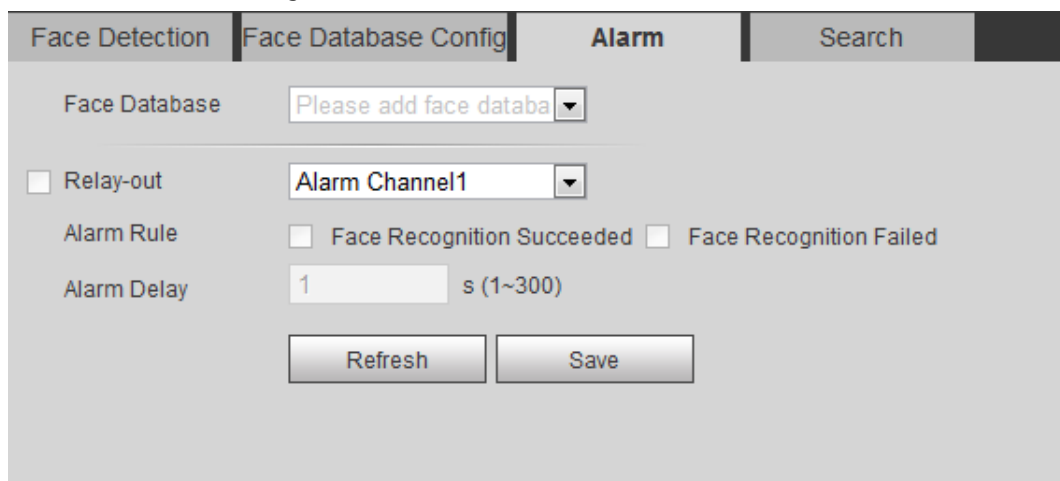 Face Detection Face Database Config Alarm Search
Face Database Please add face databa
Relay-out Alarm Channel1
Alarm Rule Face Recognition Succeeded Face Recognition Failed
Alarm Delay 1 s (1~300)
Refresh Save